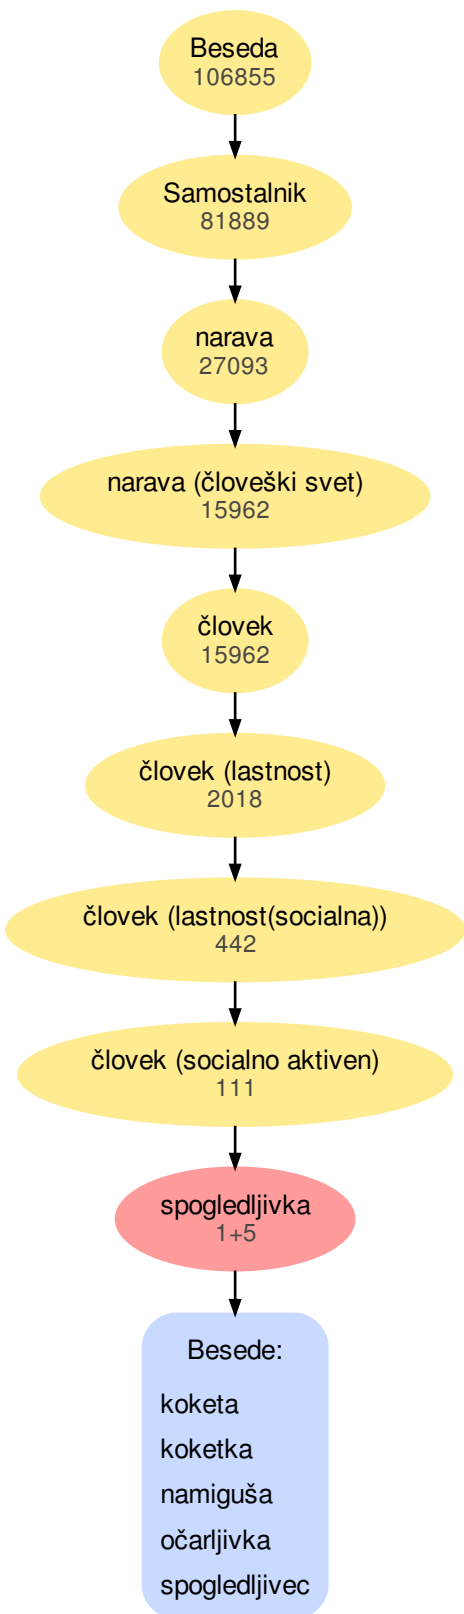 Beseda
106855
Samostalnik
81889
narava
27093
narava (človeški svet)
15962
človek
15962
človek (lastnost)
2018
človek (lastnost(socialna))
442
človek (socialno aktiven)
111
spogledljivka
1+5
Besede:
koketa
koketka
namiguša
očarljivka
spogledljivec